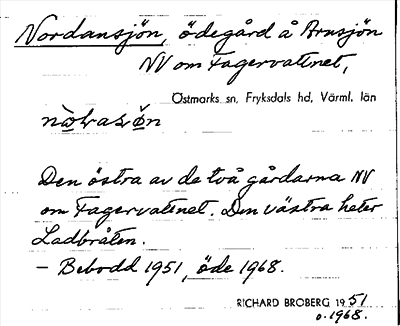 Nordansjön, ödegård å Arnsjön
NV om Fagervattnet,
Östmarks sn, Fryksdals hd, Värml. län
Den östra av de två gårdarna NV
om Fagervattnet. Den västra heter
Ladbråten.
– Bebodd 1951, öde 1968.
RICHARD BROBERG 1951
o. 1968.